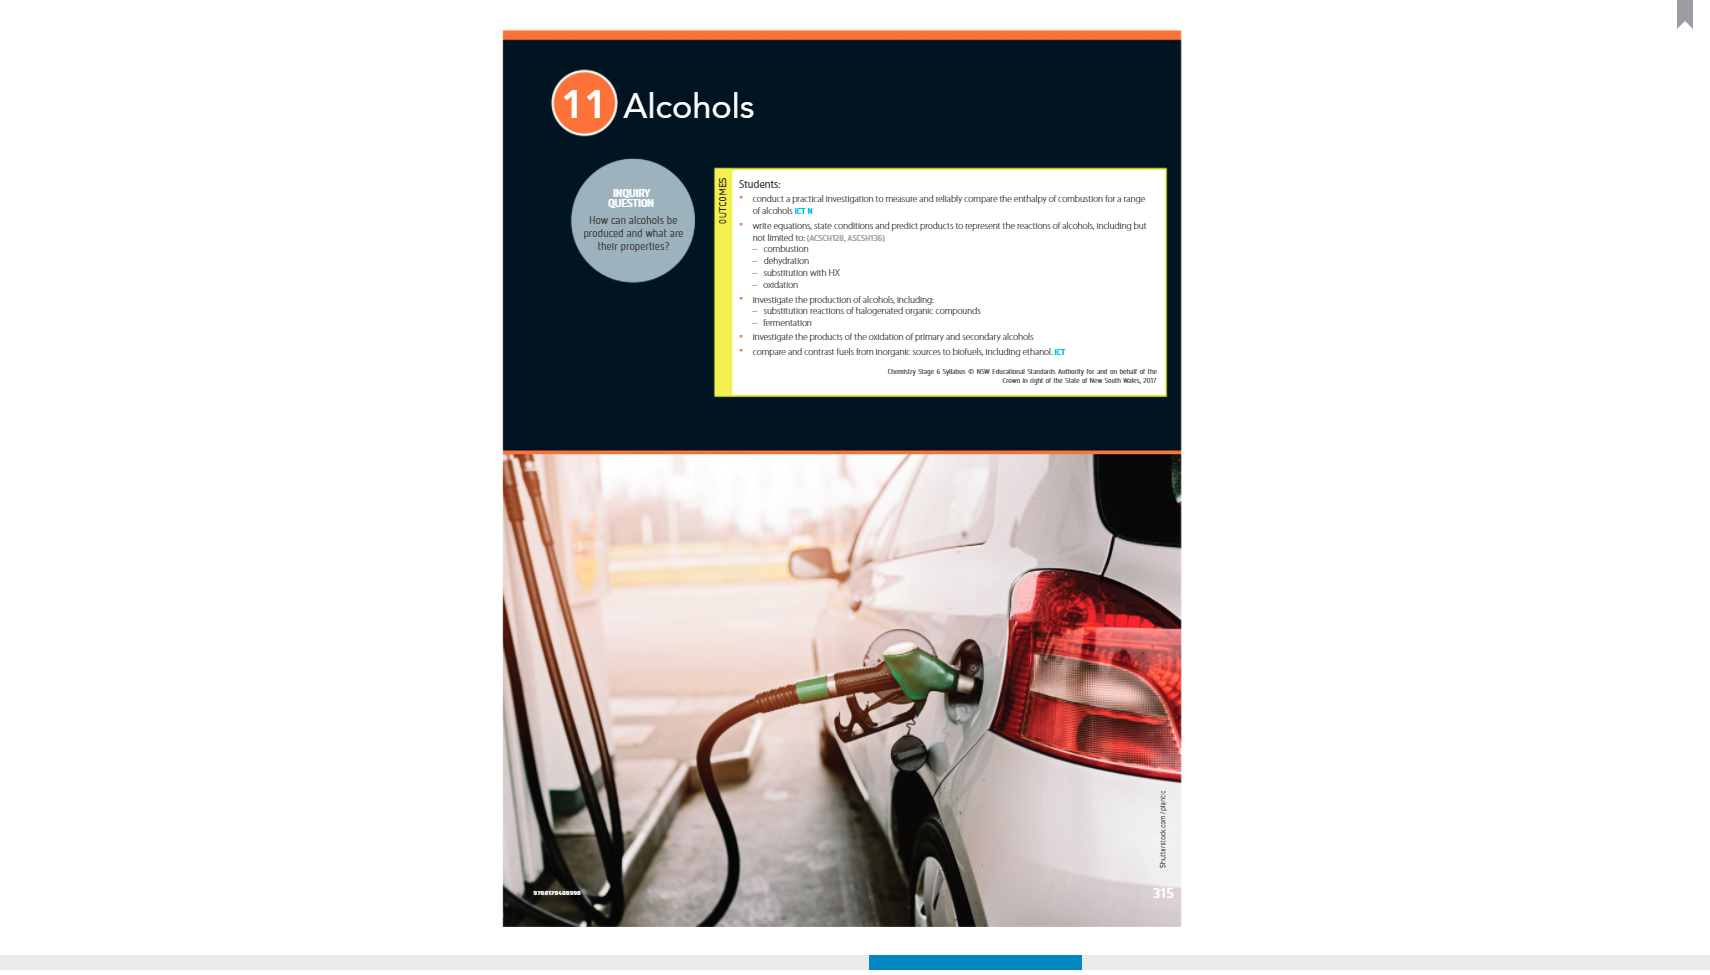 11 Alcohols
INQUIRY
QUESTION
How can alcohols be
produced and what are
their properties?
OUTCOMES
Students:
• conduct a practical investigation to measure and reliably compare the enthalpy of combustion for a range
of alcohols ICT N
• write equations, state conditions and predict products to represent the reactions of alcohols, including but
not limited to: (ACSCH128, ASCSH136)
– combustion
– dehydration
– substitution with HX
– oxidation
• investigate the production of alcohols, including:
– substitution reactions of halogenated organic compounds
– fermentation
• investigate the products of the oxidation of primary and secondary alcohols
• compare and contrast fuels from inorganic sources to biofuels, including ethanol. ICT
Chemistry Stage 6 Syllabus © NSW Educational Standards Authority for and on behalf of the
Crown in right of the State of New South Wales, 2017
Shutterstock.com/plantic
9780170408998
315